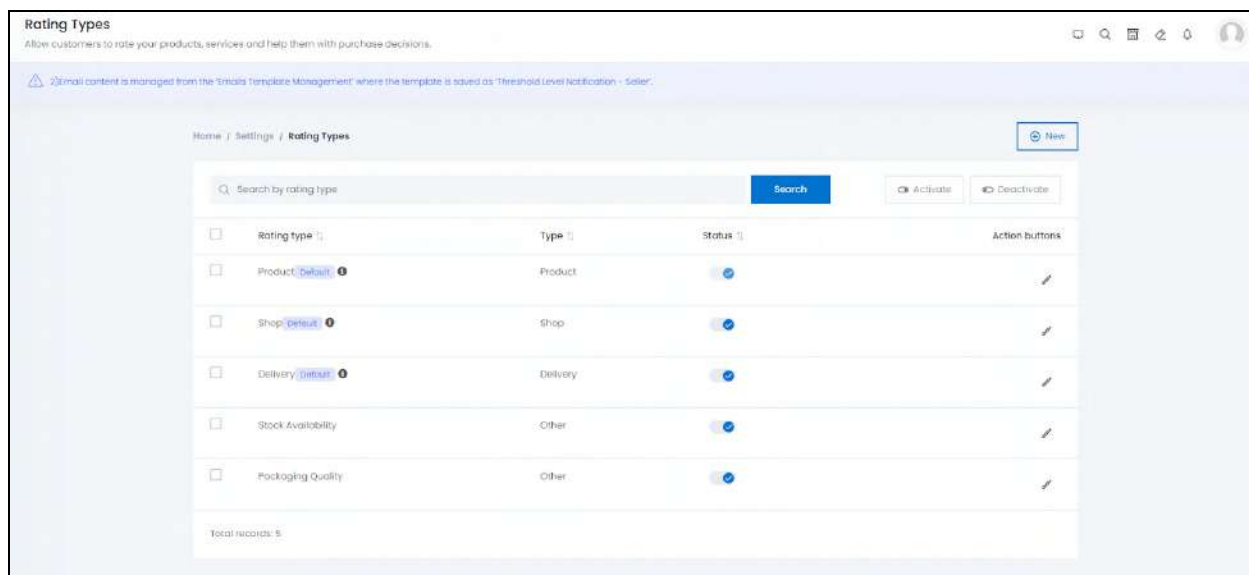 Rating Types
Allow customers to rate your products, services and help them with purchase decisions.
2)Email content is managed from the 'Emails Template Management' where the template is saved as 'Threshold Level Notification - Seller'.
Home / Settings / Rating Types
New
Search by rating type
Search
Activate
Deactivate
Rating type Type Status Action buttons
Product Default Product
Shop Default Shop
Delivery Default Delivery
Stock Availability Other
Packaging Quality Other
Total records: 5